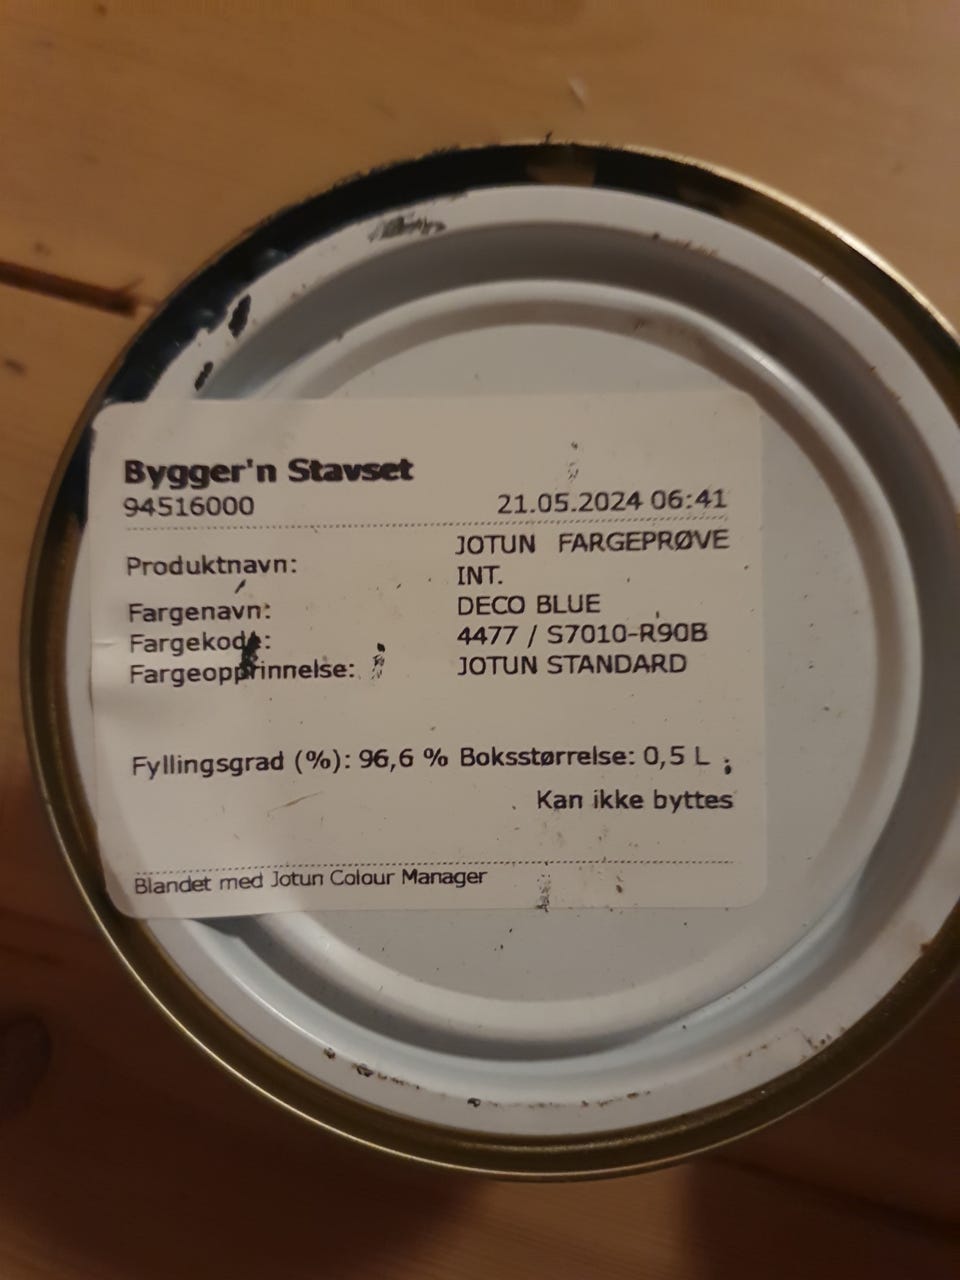 Bygger'n Stavset
94516000 21.05.2024 06:41
Produktnavn: JOTUN FARGEPRØVE INT.
Fargenavn: DECO BLUE
Fargekode: 4477 / S7010-R90B
Fargeopprinnelse: JOTUN STANDARD
Fyllingsgrad (%): 96,6 % Boksstørrelse: 0,5 L
Kan ikke byttes
Blandet med Jotun Colour Manager